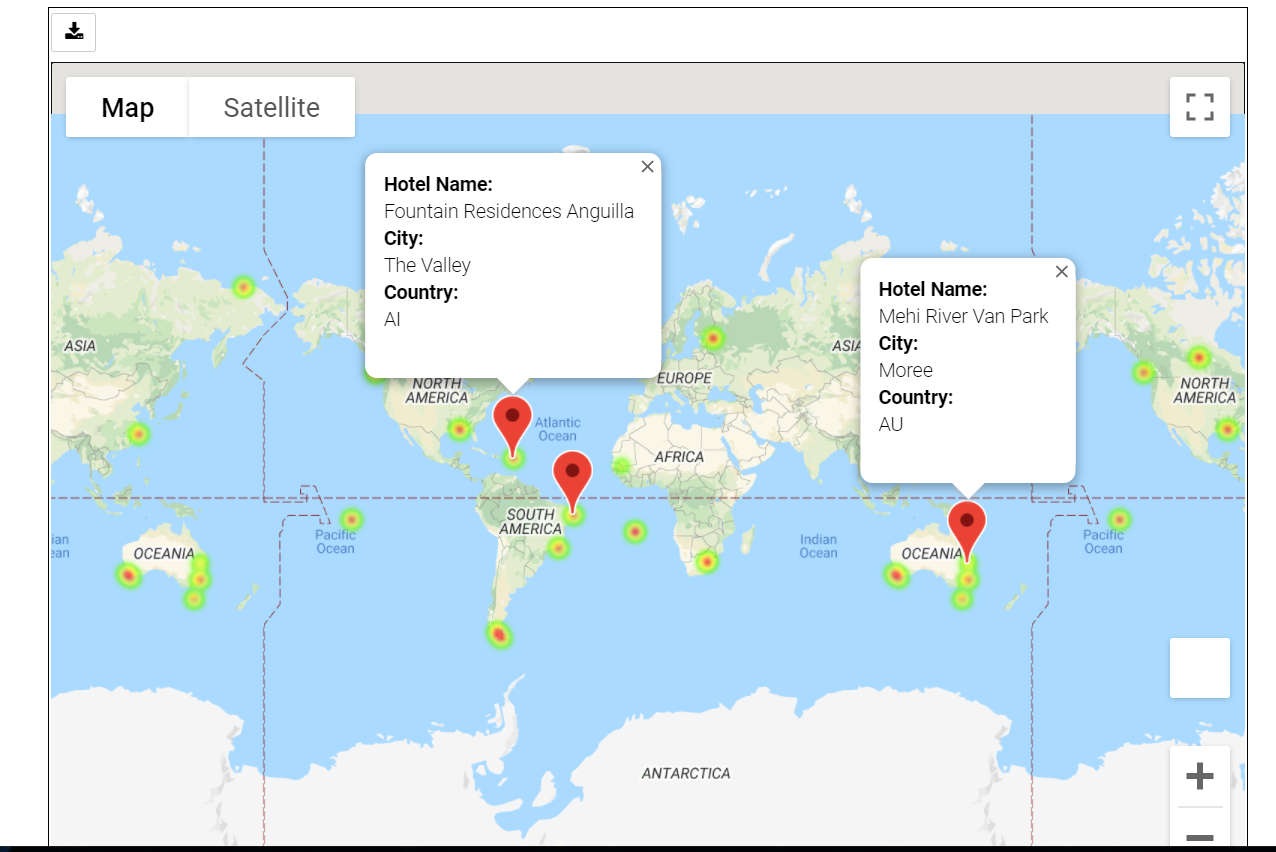 Map
Satellite
Hotel Name:
Fountain Residences Anguilla
City:
The Valley
Country:
AI
Hotel Name:
Mehi River Van Park
City:
Moree
Country:
AU
ASIA
NORTH
AMERICA
Atlantic
Ocean
EUROPE
AFRICA
SOUTH
AMERICA
ASIA
NORTH
AMERICA
OCEANIA
Pacific
Ocean
Indian
Ocean
OCEANIA
Pacific
Ocean
ANTARCTICA